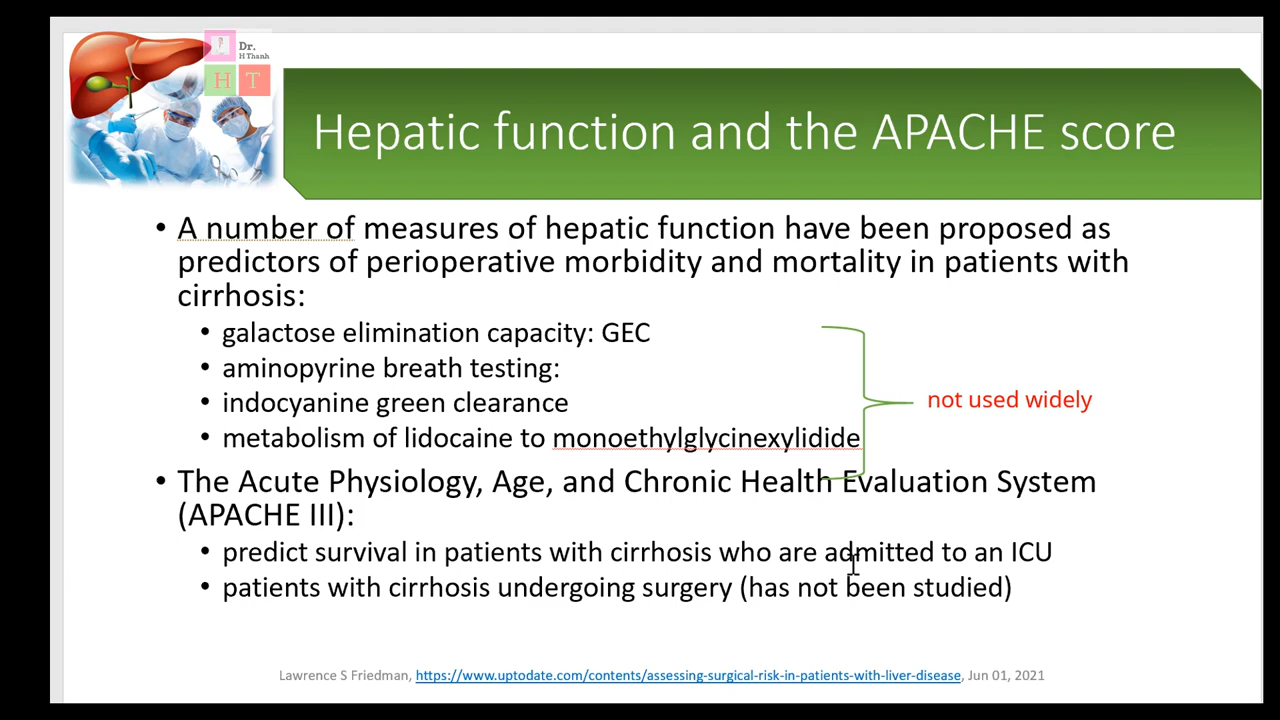 Dr.
H Thanh
H T
Hepatic function and the APACHE score
• A number of measures of hepatic function have been proposed as
predictors of perioperative morbidity and mortality in patients with
cirrhosis:
• galactose elimination capacity: GEC
• aminopyrine breath testing:
• indocyanine green clearance
• metabolism of lidocaine to monoethylglycinexylidide
not used widely
• The Acute Physiology, Age, and Chronic Health Evaluation System
(APACHE III):
• predict survival in patients with cirrhosis who are admitted to an ICU
• patients with cirrhosis undergoing surgery (has not been studied)
Lawrence S Friedman, https://www.uptodate.com/contents/assessing-surgical-risk-in-patients-with-liver-disease, Jun 01, 2021